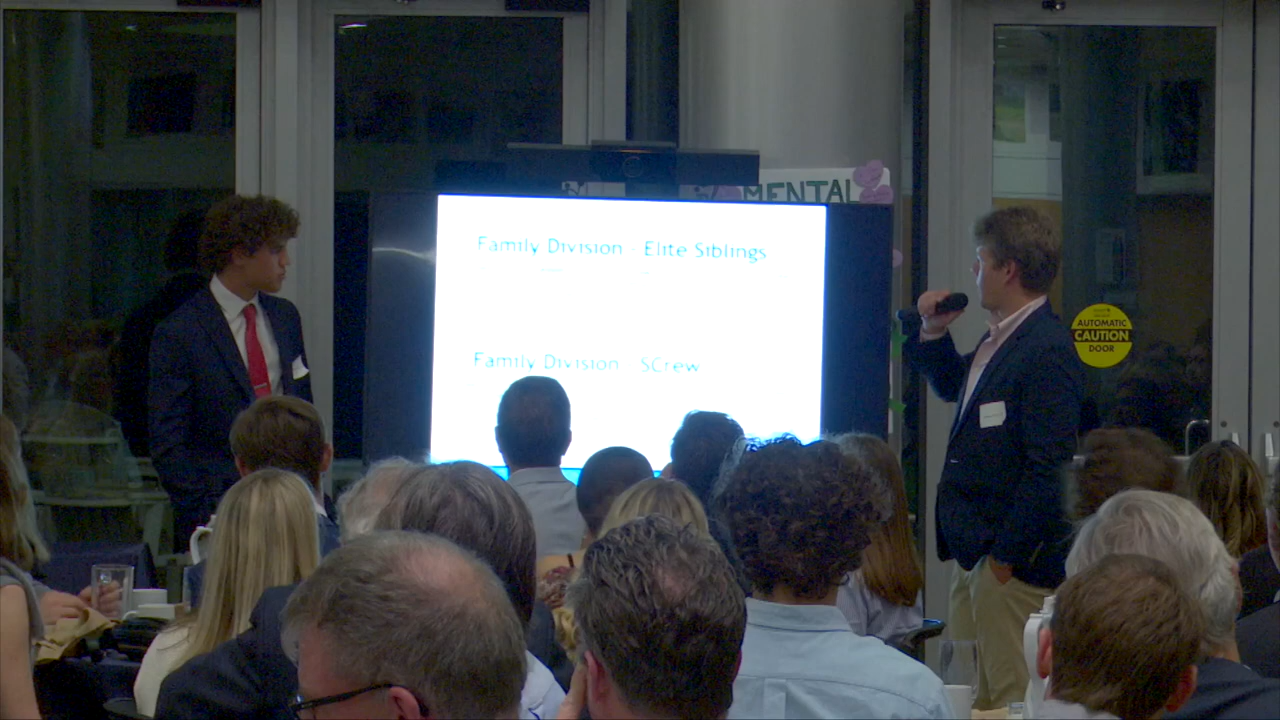 MENTAL
Family Division - Elite Siblings
Family Division - SCrew
AUTOMATIC
CAUTION
DOOR